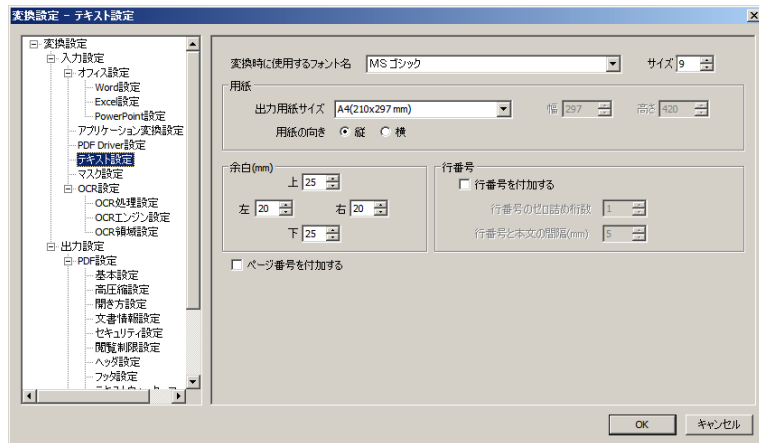 変換設定 - テキスト設定
変換設定
入力設定
オフィス設定
Word設定
Excel設定
PowerPoint設定
アプリケーション変換設定
PDF Driver設定
テキスト設定
マスク設定
OCR設定
OCR処理設定
OCRエンジン設定
OCR領域設定
出力設定
PDF設定
基本設定
高圧縮設定
開き方設定
文書情報設定
セキュリティ設定
閲覧制限設定
ヘッダ設定
フッタ設定
変換時に使用するフォント名 MS ゴシック サイズ 9
用紙
出力用紙サイズ A4(210x297 mm) 幅 297 高さ 420
用紙の向き 縦 横
余白(mm)
上 25
左 20 右 20
下 25
行番号
行番号を付加する
行番号のゼロ詰め桁数 1
行番号と本文の間隔(mm) 5
ページ番号を付加する
OK キャンセル